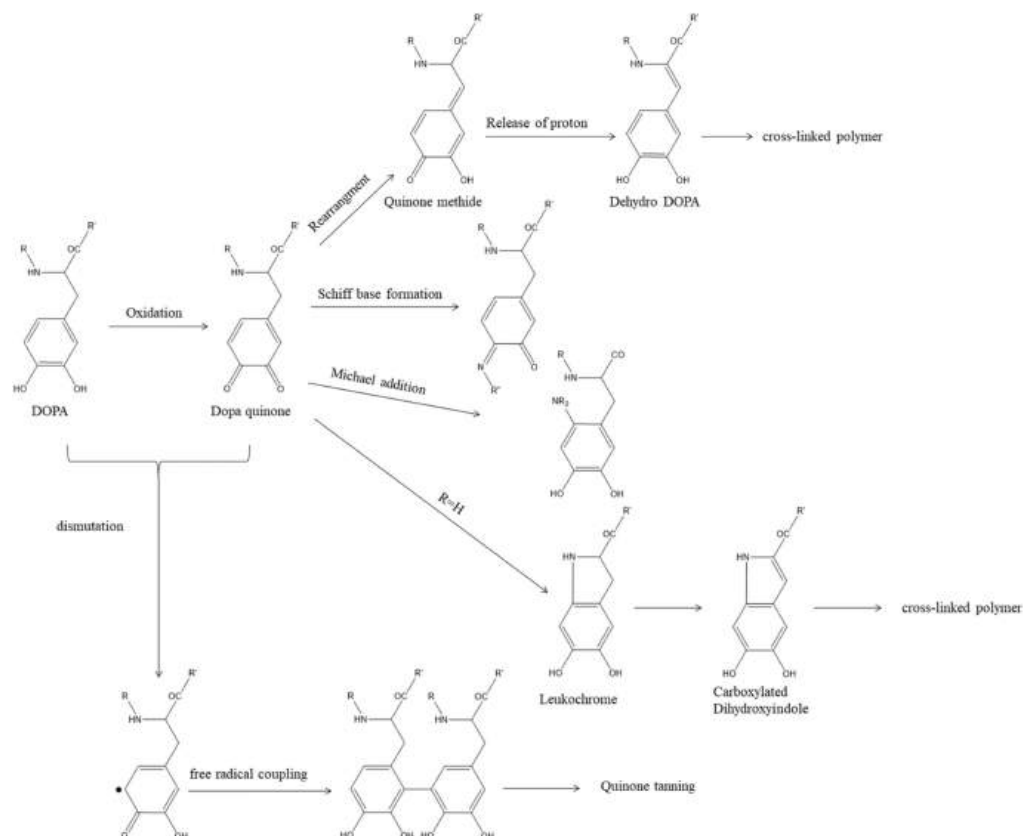 R'
OC
R
HN
O
OH
Quinone methide
Release of proton
R'
OC
R
HN
HO
OH
Dehydro DOPA
cross-linked polymer
Rearrangment
R'
OC
R
HN
HO
OH
DOPA
Oxidation
R'
OC
R
HN
O
O
Dopa quinone
Schiff base formation
R'
OC
R
HN
N
O
R"
Michael addition
CO
R
HN
NR3
HO
OH
R=H
R'
OC
HN
HO
OH
Leukochrome
R'
OC
HN
HO
OH
Carboxylated
Dihydroxyindole
cross-linked polymer
dismutation
R'
OC
R
HN
O
OH
free radical coupling
R'
OC
R
HN
HO
OH
R'
OC
R
HN
HO
OH
Quinone tanning